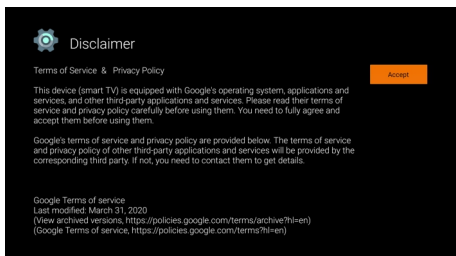 Disclaimer
Terms of Service & Privacy Policy
Accept
This device (smart TV) is equipped with Google's operating system, applications and
services, and other third-party applications and services. Please read their terms of
service and privacy policy carefully before using them. You need to fully agree and
accept them before using them.
Google's terms of service and privacy policy are provided below. The terms of service
and privacy policy of other third-party applications and services will be provided by the
corresponding third party. If not, you need to contact them to get details.
Google Terms of service
Last modified: March 31, 2020
(View archived versions, https://policies.google.com/terms/archive?hl=en)
(Google Terms of service, https://policies.google.com/terms?hl=en)